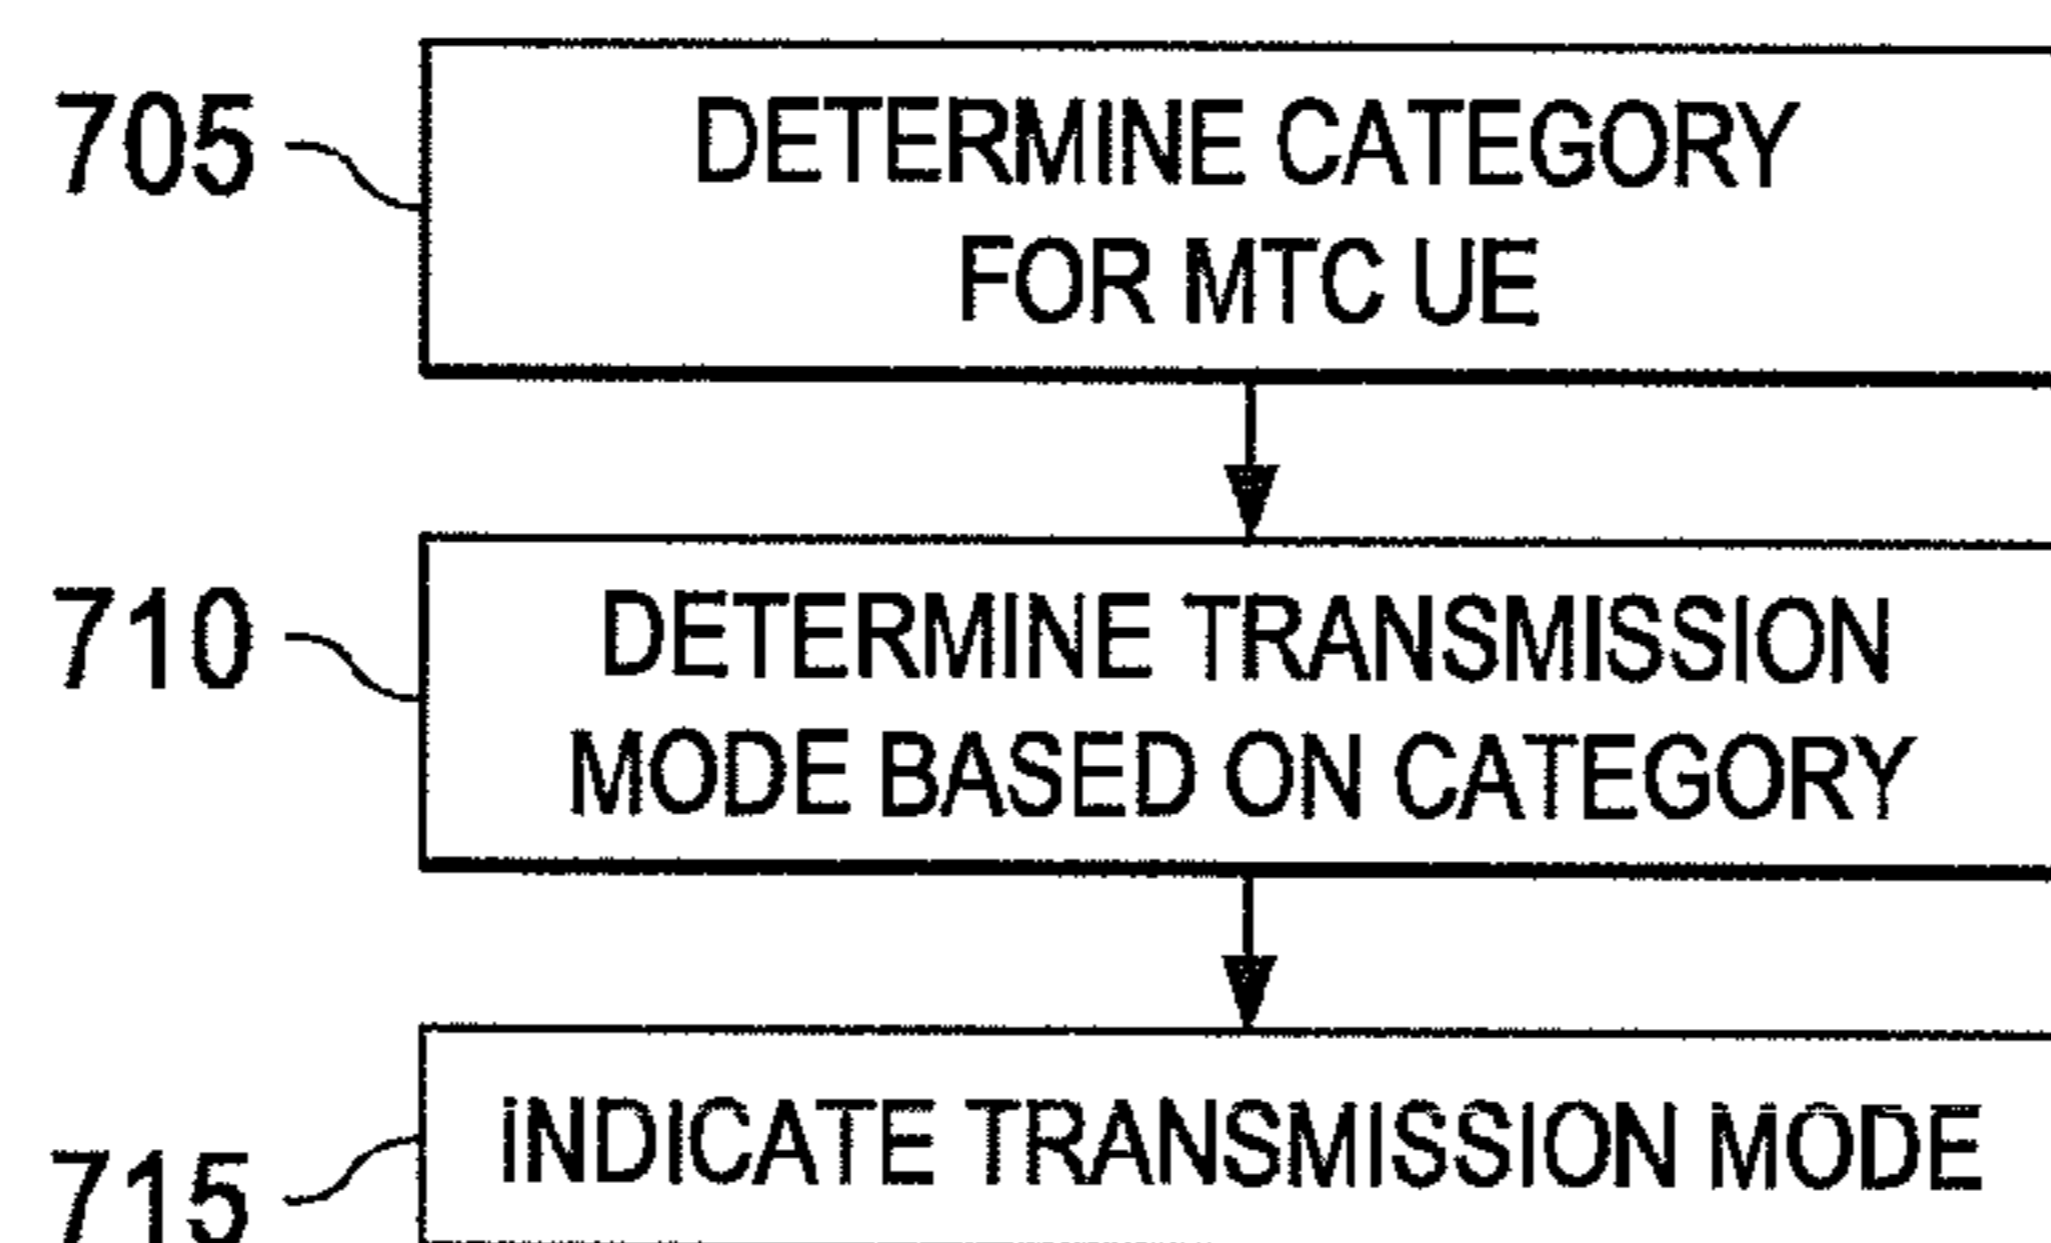 705
DETERMINE CATEGORY
FOR MTC UE
710
DETERMINE TRANSMISSION
MODE BASED ON CATEGORY
715
iNDICATE TRANSMISSION MODE